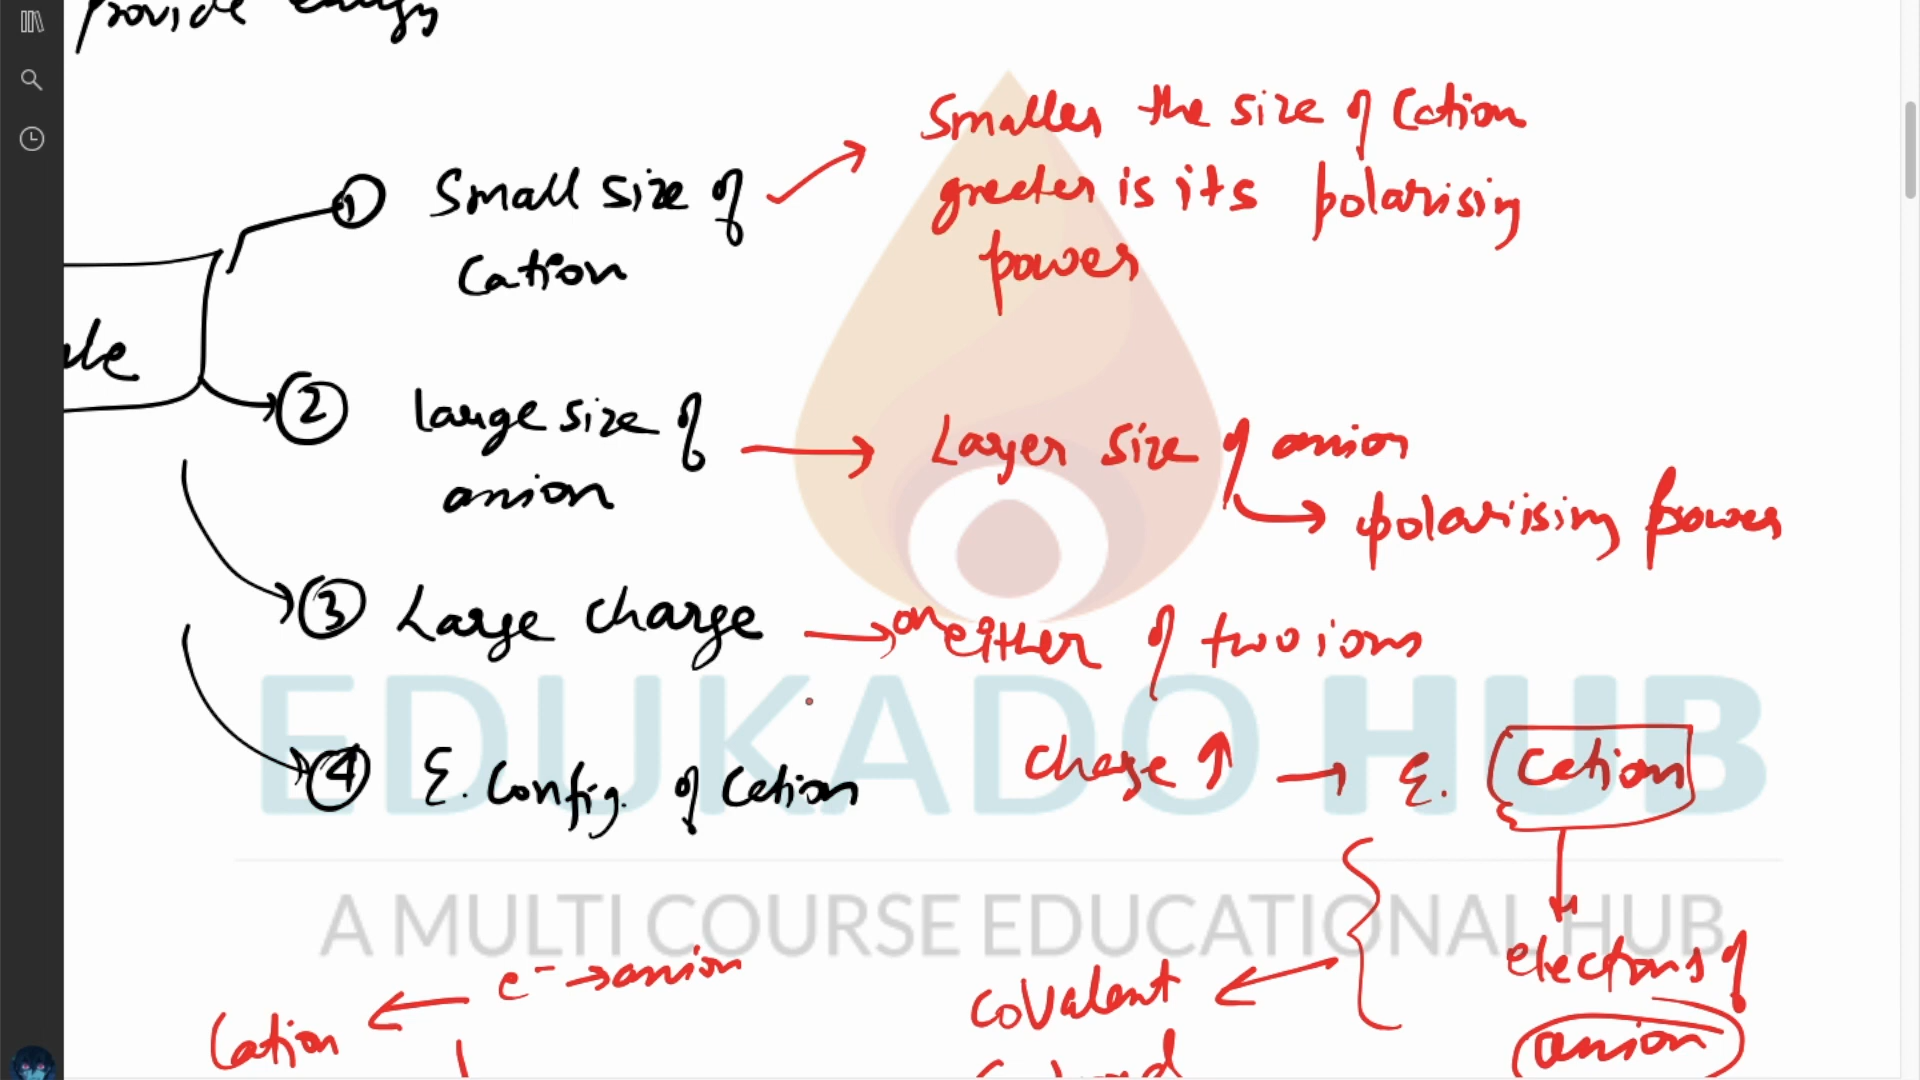 provide energy
① Small size of
Cation
Smaller the size of Cation
greater is its polarising
power
ule
② large size of
anion
Larger size of anion
polariising power
③ Large charge
on either of two ions
④ E. Config. of Cation
Charge ↑ → E. Cation
EDUKADO HUB
A MULTI COURSE EDUCATIONAL HUB
electrons of
anion
e⁻ → anion
Cation
Covalent